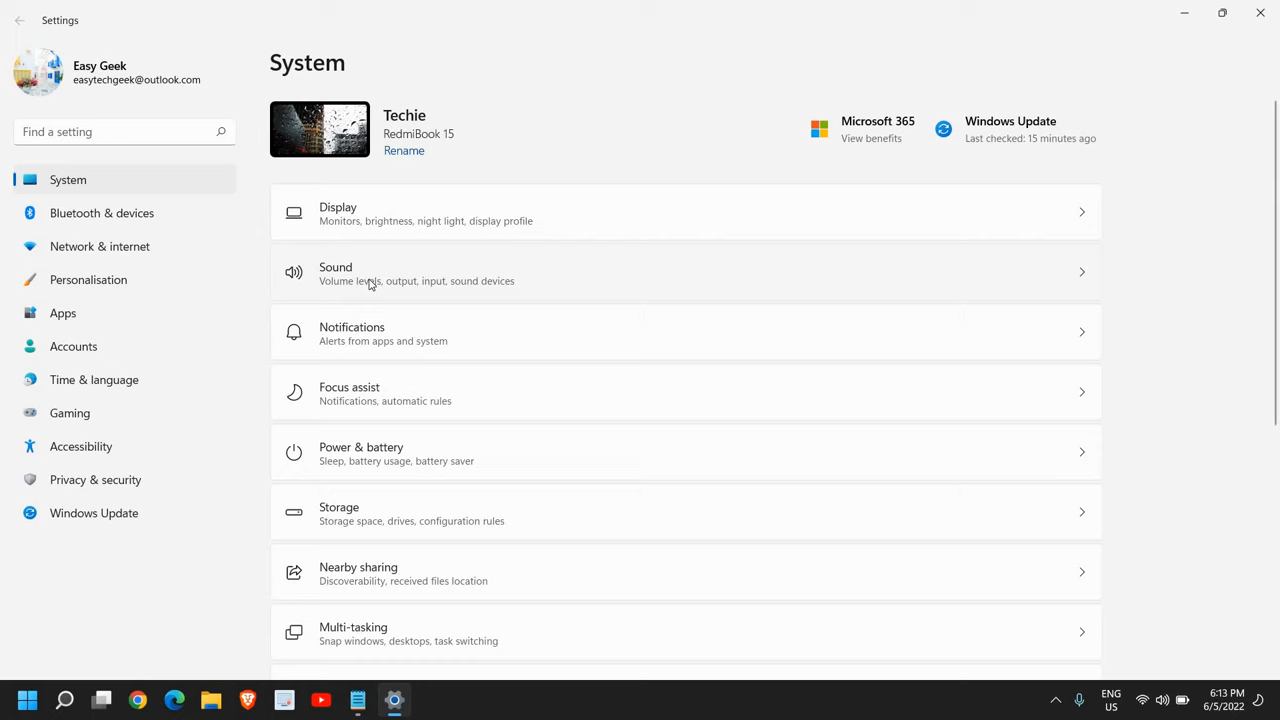 Settings
Easy Geek
easytechgeek@outlook.com
Find a setting
System
Bluetooth & devices
Network & internet
Personalisation
Apps
Accounts
Time & language
Gaming
Accessibility
Privacy & security
Windows Update
System
Techie
RedmiBook 15
Rename
Microsoft 365
View benefits
Windows Update
Last checked: 15 minutes ago
Display
Monitors, brightness, night light, display profile
Sound
Volume levels, output, input, sound devices
Notifications
Alerts from apps and system
Focus assist
Notifications, automatic rules
Power & battery
Sleep, battery usage, battery saver
Storage
Storage space, drives, configuration rules
Nearby sharing
Discoverability, received files location
Multi-tasking
Snap windows, desktops, task switching
ENG
US
6:13 PM
6/5/2022